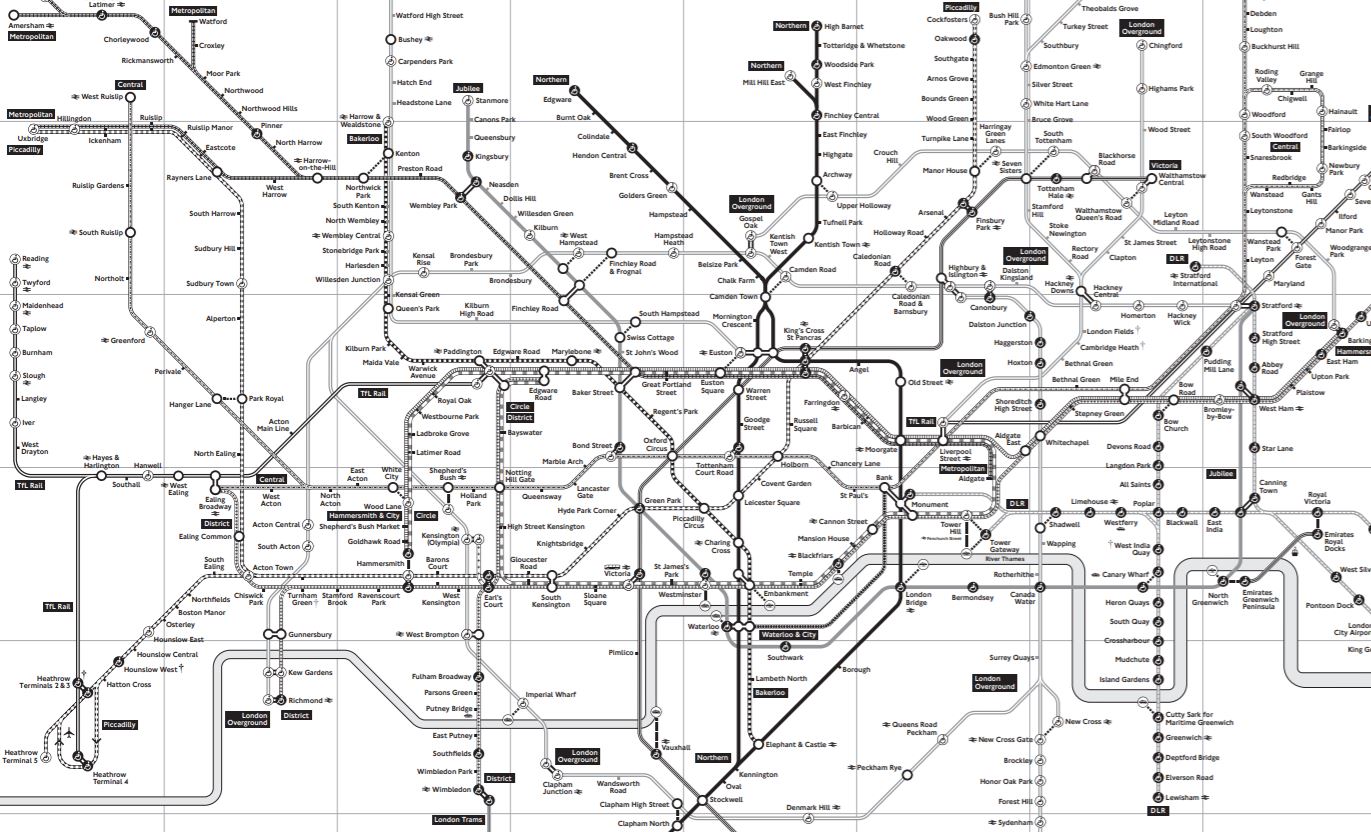 Latimer
Amersham
Metropolitan
Chorleywood
Rickmansworth
Metropolitan
Watford
Croxley
Moor Park
Northwood
Northwood Hills
Pinner
North Harrow
Harrow-
on-the-Hill
Central
West Ruislip
Metropolitan
Hillingdon
Uxbridge
Piccadilly
Ickenham
Ruislip
Ruislip Manor
Eastcote
Rayners Lane
West
Harrow
Northwick
Park
Ruislip Gardens
South Ruislip
Northolt
Greenford
Perivale
Hanger Lane
South Harrow
Sudbury Hill
Sudbury Town
Alperton
Park Royal
North Ealing
Watford High Street
Bushey
Carpenders Park
Hatch End
Headstone Lane
Harrow &
Wealdstone
Bakerloo
Kenton
Preston Road
South Kenton
North Wembley
Wembley Central
Stonebridge Park
Harlesden
Willesden Junction
Kensal Green
Queen's Park
Kilburn Park
Maida Vale
Warwick
Avenue
Jubilee
Stanmore
Canons Park
Queensbury
Kingsbury
Wembley Park
Neasden
Dollis Hill
Willesden Green
Kilburn
West
Hampstead
Finchley Road
& Frognal
Hampstead
Heath
Kensal
Rise
Brondesbury
Park
Brondesbury
Finchley Road
Kilburn
High Road
South Hampstead
Swiss Cottage
St John's Wood
Northern
Edgware
Burnt Oak
Colindale
Hendon Central
Brent Cross
Golders Green
Hampstead
Belsize Park
Chalk Farm
Camden Town
Mornington
Crescent
Euston
Northern
High Barnet
Totteridge & Whetstone
Woodside Park
Northern
Mill Hill East
West Finchley
Finchley Central
East Finchley
Highgate
Archway
Upper Holloway
Crouch
Hill
Tufnell Park
Kentish Town
London
Overground
Gospel
Oak
Kentish
Town
West
Camden Road
Caledonian
Road
Caledonian
Road &
Barnsbury
Holloway Road
Arsenal
Finsbury
Park
Piccadilly
Cockfosters
Oakwood
Southgate
Arnos Grove
Bounds Green
Wood Green
Turnpike Lane
Harringay
Green
Lanes
Manor House
Seven
Sisters
Bush Hill
Park
Theobalds Grove
Turkey Street
Southbury
Edmonton Green
Silver Street
White Hart Lane
Bruce Grove
South
Tottenham
Tottenham
Hale
Blackhorse
Road
Victoria
Walthamstow
Central
London
Overground
Chingford
Highams Park
Wood Street
Walthamstow
Queen's Road
St James Street
Clapton
Stamford
Hill
Stoke
Newington
Rectory
Road
Hackney
Downs
Hackney
Central
London
Overground
Highbury &
Islington
Dalston
Kingsland
Canonbury
Dalston Junction
Haggerston
Hoxton
London Fields
Cambridge Heath
Bethnal Green
Homerton
Hackney
Wick
DLR
Stratford
International
Leyton
Midland Road
Leytonstone
High Road
Wanstead
Park
Forest
Gate
Maryland
Stratford
Debden
Loughton
Buckhurst Hill
Roding
Valley
Grange
Hill
Chigwell
Hainault
Fairlop
Barkingside
Newbury
Park
Woodford
South Woodford
Central
Snaresbrook
Redbridge
Wanstead
Gants
Hill
Leytonstone
Leyton
Ilford
Manor Park
London
Overground
East Ham
Upton Park
Plaistow
Stratford
High Street
Abbey
Road
West Ham
Star Lane
Pudding
Mill Lane
Bow
Road
Bromley-
by-Bow
Bow
Church
Mile End
Bethnal Green
Stepney Green
Whitechapel
Shoreditch
High Street
London
Overground
Old Street
Angel
King's Cross
St Pancras
Farringdon
Barbican
TfL Rail
Moorgate
Liverpool
Street
Metropolitan
Aldgate
Aldgate
East
Chancery Lane
St Paul's
Bank
Monument
Cannon Street
Mansion House
Blackfriars
Temple
Tower
Hill
Fenchurch Street
Tower
Gateway
DLR
Shadwell
Limehouse
Westferry
Poplar
Blackwall
East
India
Canning
Town
Jubilee
Royal
Victoria
Emirates
Royal
Docks
Pontoon Dock
Devons Road
Langdon Park
All Saints
West India
Quay
Canary Wharf
Heron Quays
South Quay
Crossharbour
Mudchute
Island Gardens
Cutty Sark for
Maritime Greenwich
Greenwich
Deptford Bridge
Elverson Road
Lewisham
DLR
North
Greenwich
Emirates
Greenwich
Peninsula
Wapping
Rotherhithe
Canada
Water
Bermondsey
London
Bridge
River Thames
Surrey Quays
London
Overground
New Cross
New Cross Gate
Brockley
Honor Oak Park
Forest Hill
Sydenham
Queens Road
Peckham
Peckham Rye
Denmark Hill
Paddington
Edgware Road
Marylebone
Edgware
Road
Baker Street
Great Portland
Street
Euston
Square
Warren
Street
Regent's Park
Goodge
Street
Russell
Square
Royal Oak
Westbourne Park
Ladbroke Grove
Latimer Road
Circle
District
Bayswater
Notting
Hill Gate
Queensway
Lancaster
Gate
Marble Arch
Bond Street
Oxford
Circus
Tottenham
Court Road
Holborn
Covent Garden
Leicester Square
Green Park
Piccadilly
Circus
Hyde Park Corner
Knightsbridge
Charing
Cross
St James's
Park
Victoria
Westminster
Embankment
Waterloo
Waterloo & City
Southwark
Lambeth North
Bakerloo
Borough
Elephant & Castle
Northern
Kennington
Oval
Stockwell
Vauxhall
Pimlico
Clapham High Street
Clapham North
Wandsworth
Road
London
Overground
Clapham
Junction
Imperial Wharf
TfL Rail
Acton
Main Line
Central
West
Acton
North
Acton
East
Acton
White
City
Wood Lane
Hammersmith & City
Circle
Shepherd's
Bush
Holland
Park
Shepherd's Bush Market
Goldhawk Road
Hammersmith
Kensington
(Olympia)
High Street Kensington
Barons
Court
Gloucester
Road
South
Kensington
Sloane
Square
Earl's
Court
West
Kensington
Ravenscourt
Park
Stamford
Brook
Turnham
Green
Chiswick
Park
Acton Town
Acton Central
South Acton
South
Ealing
Ealing Common
Ealing
Broadway
District
Northfields
Boston Manor
Osterley
Hounslow East
Hounslow Central
Hounslow West
Hatton Cross
Piccadilly
Heathrow
Terminals 2 & 3
Heathrow
Terminal 5
Heathrow
Terminal 4
TfL Rail
Gunnersbury
Kew Gardens
Richmond
London
Overground
District
West Brompton
Fulham Broadway
Parsons Green
Putney Bridge
East Putney
Southfields
Wimbledon Park
Wimbledon
District
London Trams
Reading
Twyford
Maidenhead
Taplow
Burnham
Slough
Langley
Iver
West
Drayton
TfL Rail
Hayes &
Harlington
Southall
Hanwell
West
Ealing